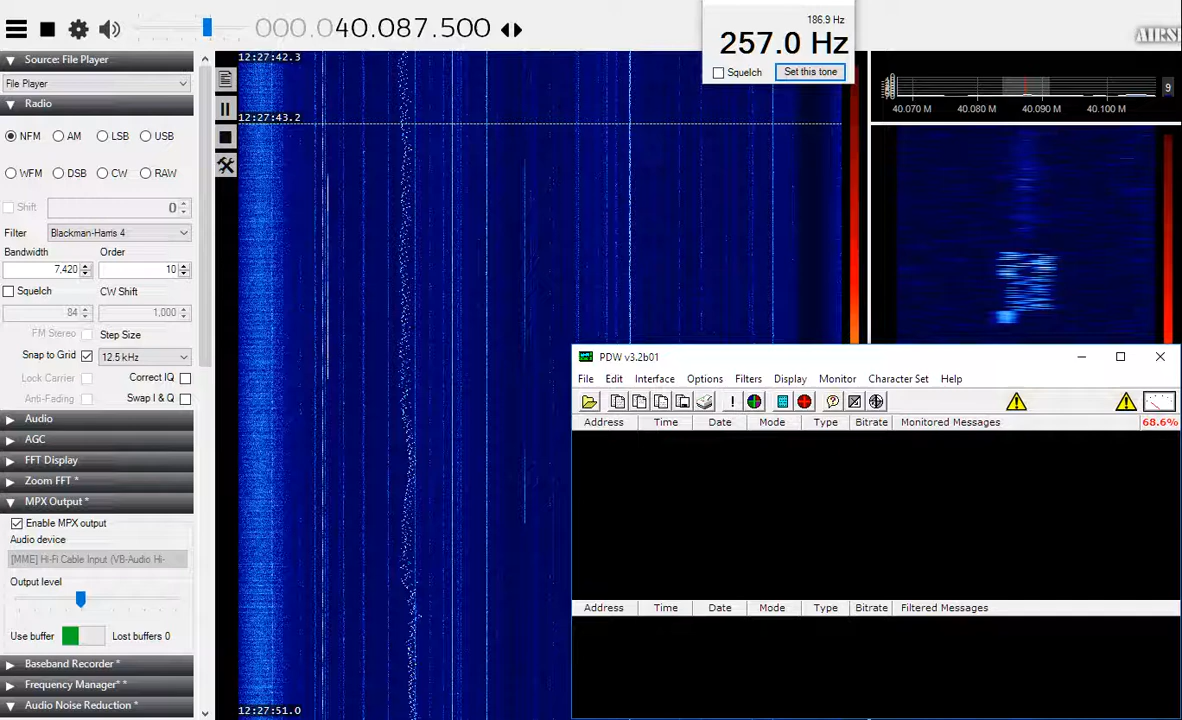 000.040.087.500
186.9 Hz
257.0 Hz
Squelch
Set this tone
Source: File Player
File Player
Radio
NFM AM LSB USB
WFM DSB CW RAW
Shift 0
Filter Blackman-Harris 4
Bandwidth Order
7,420 10
Squelch CW Shift
84 1,000
FM Stereo Step Size
Snap to Grid 12.5 kHz
Lock Carrier Correct IQ
Anti-Fading Swap I & Q
Audio
AGC
FFT Display
Zoom FFT *
MPX Output *
Enable MPX output
Audio device
[MME] Hi-Fi Cable Input (VB-Audio Hi-
Output level
Use buffer Lost buffers 0
Baseband Recorder *
Frequency Manager *
Audio Noise Reduction *
12:27:42.3
12:27:43.2
12:27:51.0
40.070 M 40.080 M 40.090 M 40.100 M
9
PDW v3.2b01
File Edit Interface Options Filters Display Monitor Character Set Help
Address Time Date Mode Type Bitrate Monitored Messages 68.6%
Address Time Date Mode Type Bitrate Filtered Messages